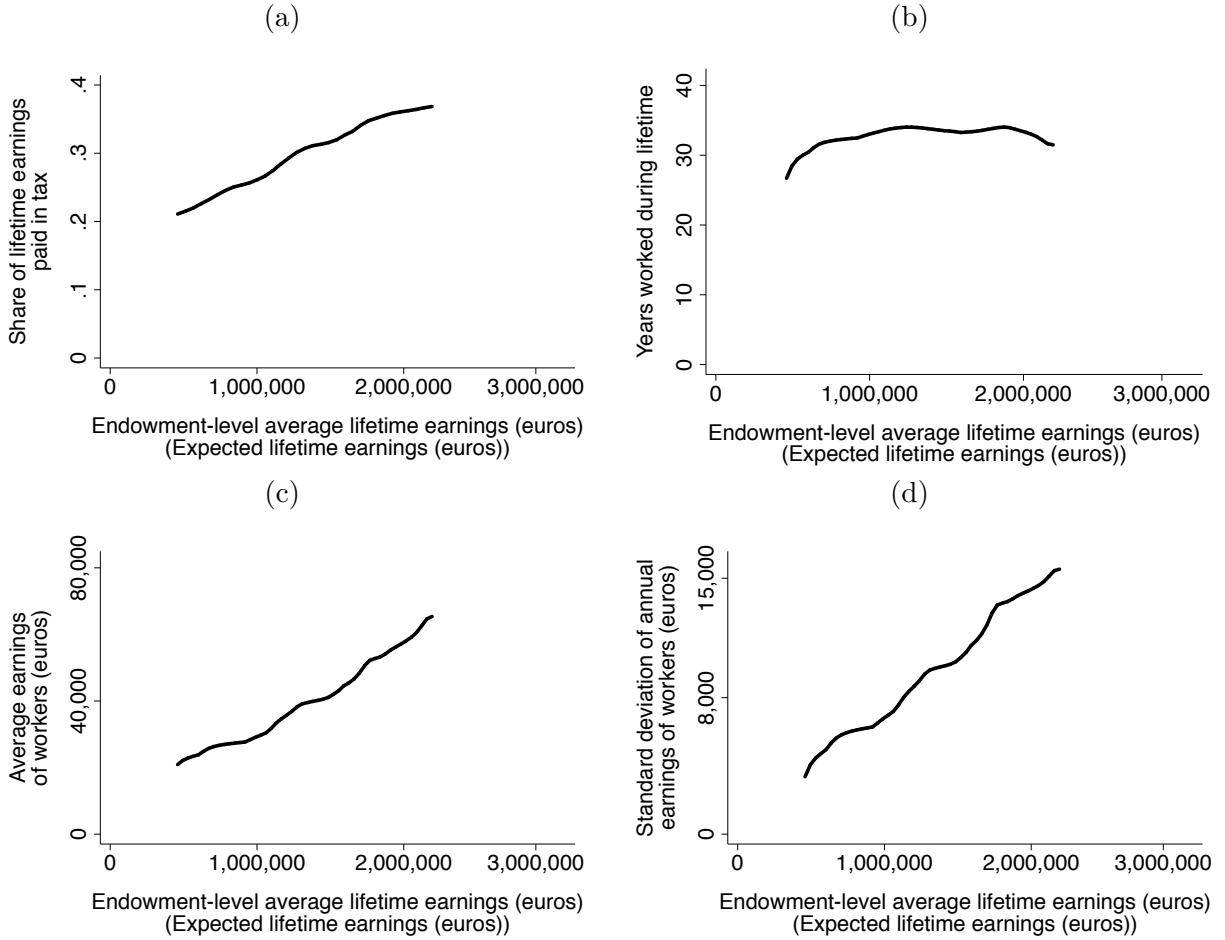 (a)
Share of lifetime earnings
paid in tax
.4
.3
.2
.1
0
0 1,000,000 2,000,000 3,000,000
Endowment-level average lifetime earnings (euros)
(Expected lifetime earnings (euros))
(b)
Years worked during lifetime
40
30
20
10
0
0 1,000,000 2,000,000 3,000,000
Endowment-level average lifetime earnings (euros)
(Expected lifetime earnings (euros))
(c)
Average earnings
of workers (euros)
80,000
40,000
0
0 1,000,000 2,000,000 3,000,000
Endowment-level average lifetime earnings (euros)
(Expected lifetime earnings (euros))
(d)
Standard deviation of annual
earnings of workers (euros)
15,000
8,000
0
0 1,000,000 2,000,000 3,000,000
Endowment-level average lifetime earnings (euros)
(Expected lifetime earnings (euros))